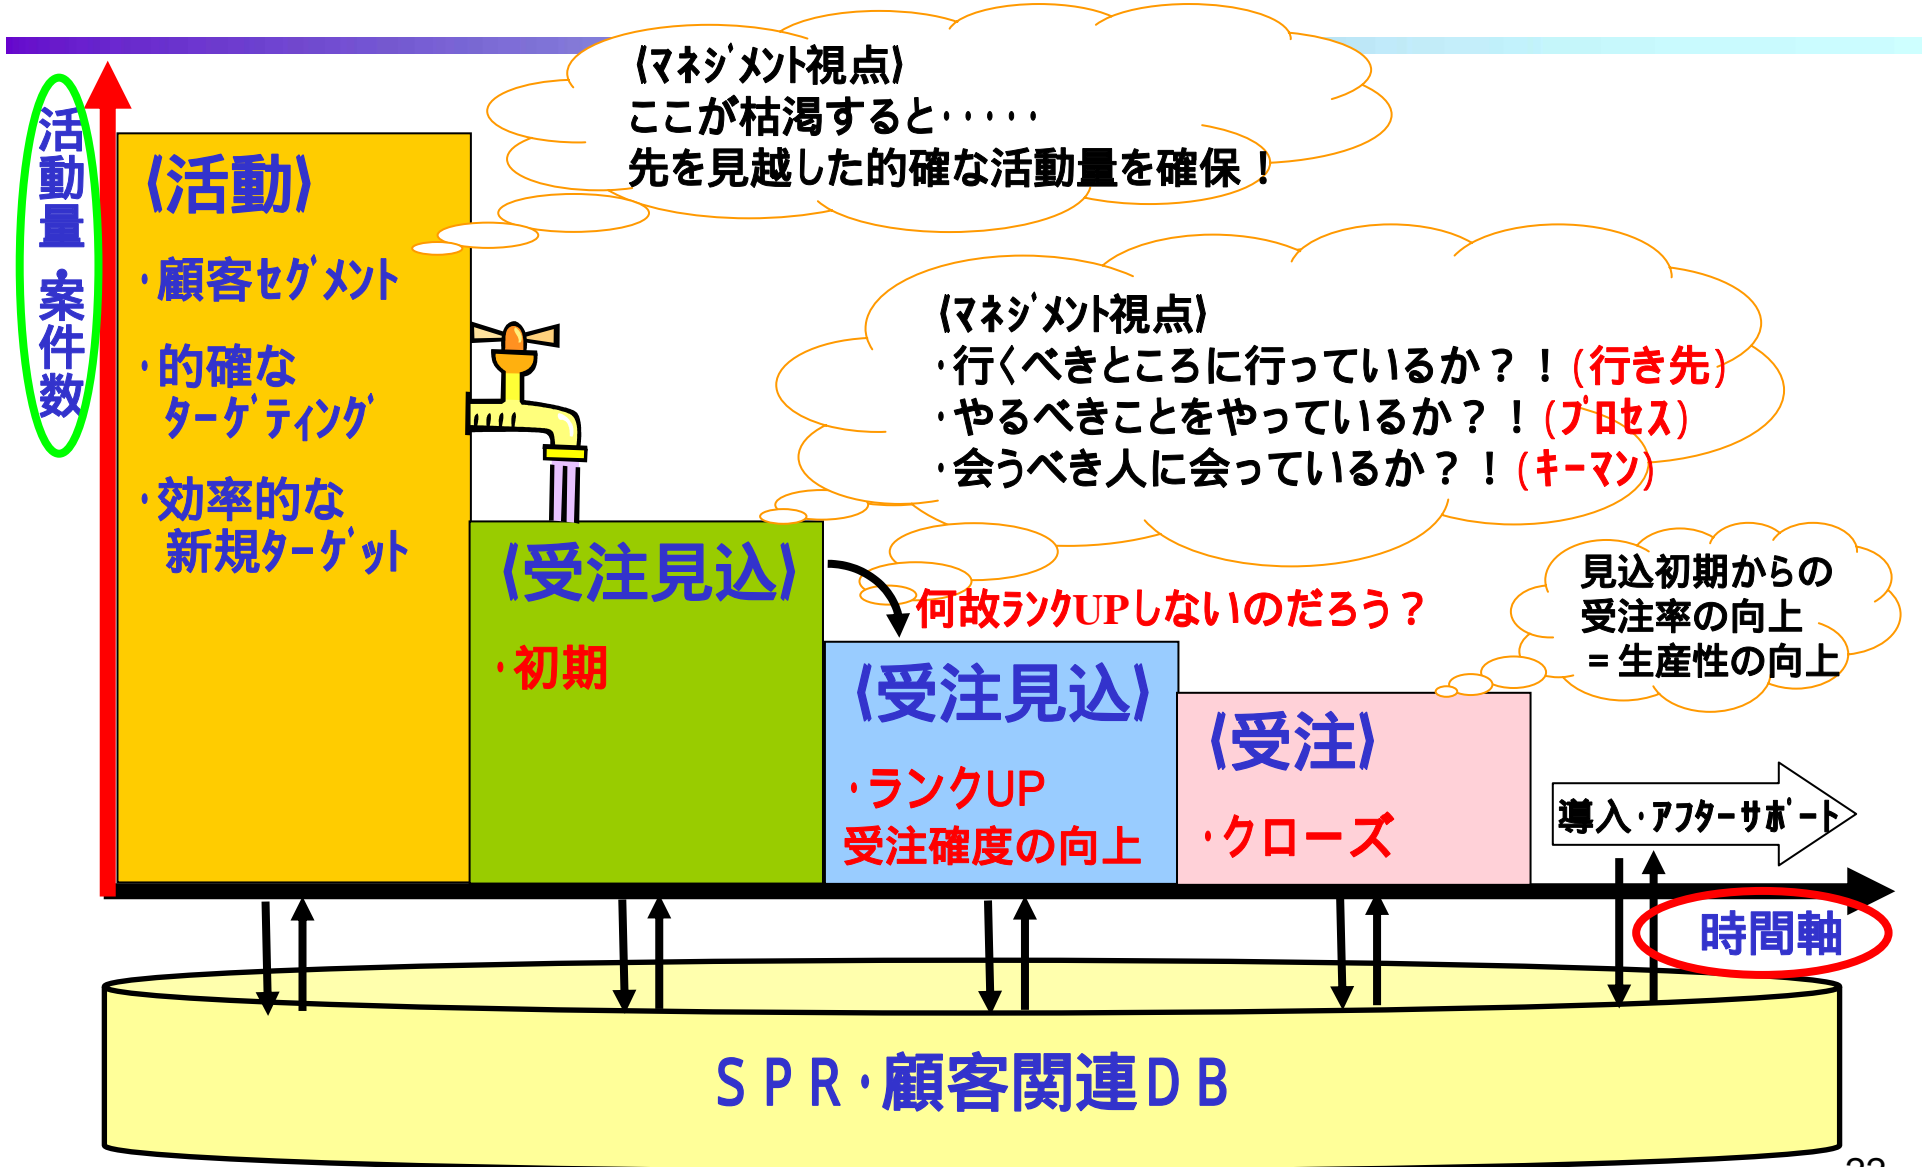 活動量・案件数
《活動》
・顧客ｾｸﾞﾒﾝﾄ
・的確な
ﾀｰｹﾞﾃｨﾝｸﾞ
・効率的な
新規ﾀｰｹﾞｯﾄ
《ﾏﾈｼﾞﾒﾝﾄ視点》
ここが枯渇すると・・・・・
先を見越した的確な活動量を確保！
《ﾏﾈｼﾞﾒﾝﾄ視点》
・行くべきところに行っているか？！(行き先)
・やるべきことをやっているか？！(ﾌﾟﾛｾｽ)
・会うべき人に会っているか？！(ｷｰﾏﾝ)
《受注見込》
・初期
何故ﾗﾝｸUPしないのだろう？
《受注見込》
・ランクUP
受注確度の向上
見込初期からの
受注率の向上
＝生産性の向上
《受注》
・クローズ
導入・ｱﾌﾀｰｻﾎﾟｰﾄ
時間軸
ＳＰＲ・顧客関連ＤＢ